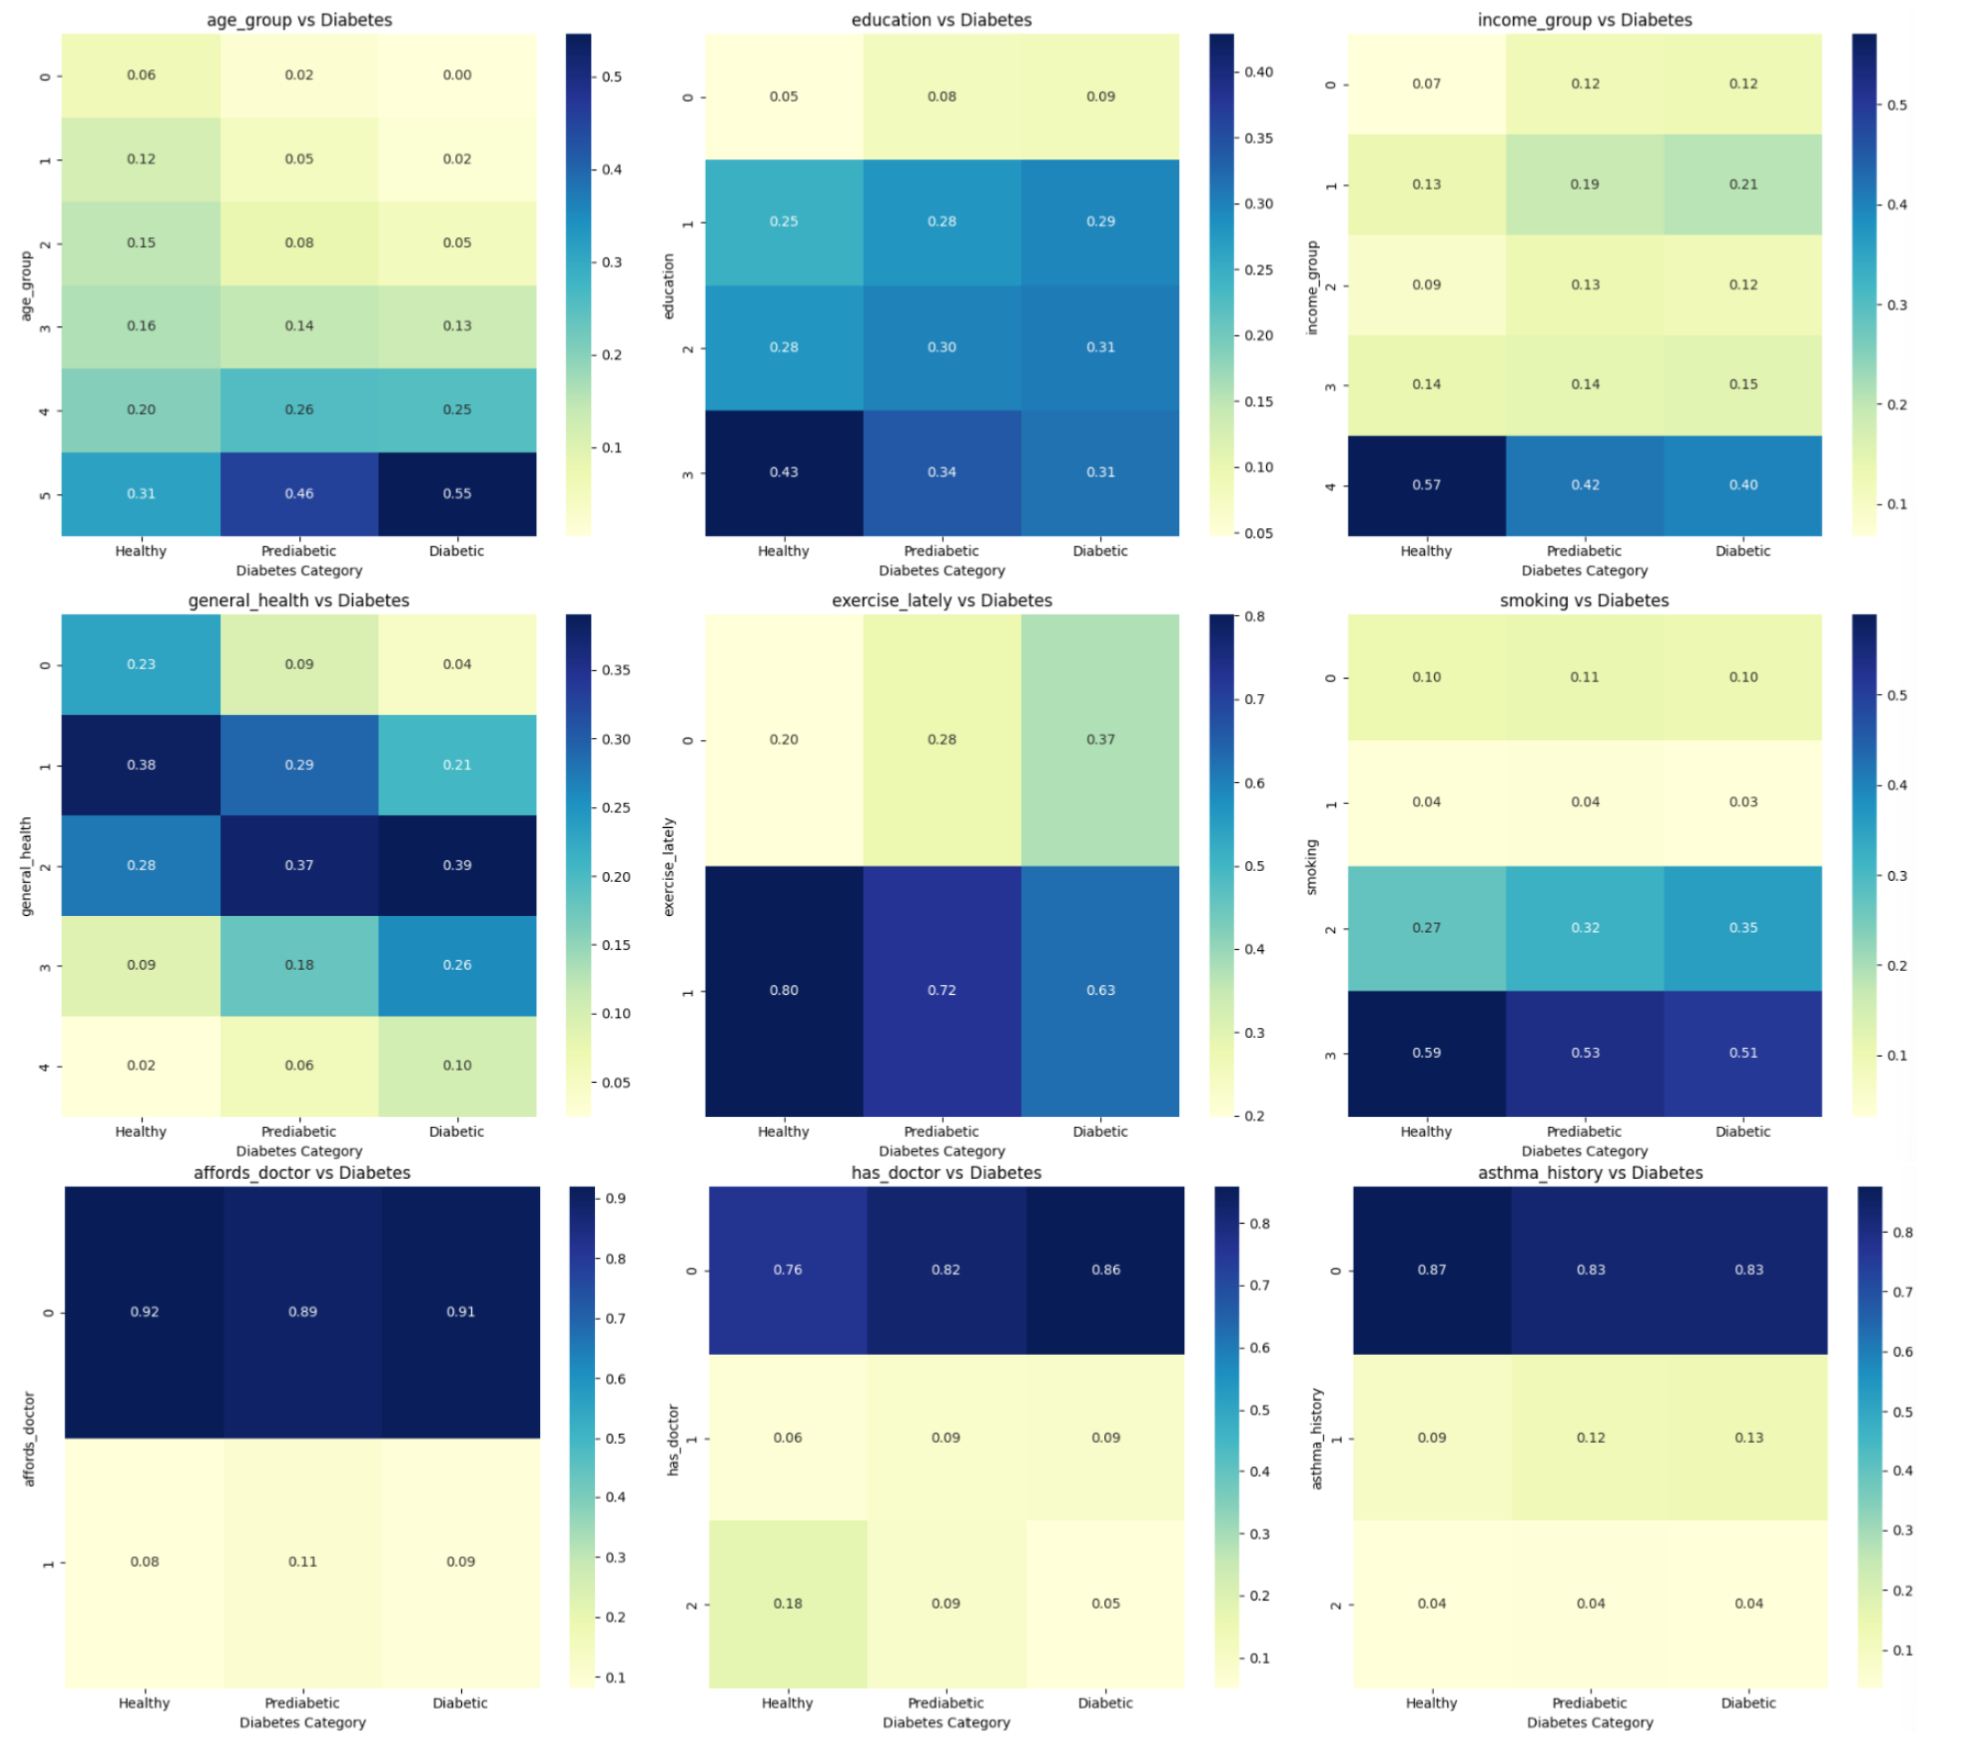 age_group vs Diabetes
0 0.06 0.02 0.00
1 0.12 0.05 0.02
2 0.15 0.08 0.05
3 0.16 0.14 0.13
4 0.20 0.26 0.25
5 0.31 0.46 0.55
age_group
Healthy Prediabetic Diabetic
Diabetes Category
0.5
0.4
0.3
0.2
0.1
education vs Diabetes
0 0.05 0.08 0.09
1 0.25 0.28 0.29
2 0.28 0.30 0.31
3 0.43 0.34 0.31
education
Healthy Prediabetic Diabetic
Diabetes Category
0.40
0.35
0.30
0.25
0.20
0.15
0.10
0.05
income_group vs Diabetes
0 0.07 0.12 0.12
1 0.13 0.19 0.21
2 0.09 0.13 0.12
3 0.14 0.14 0.15
4 0.57 0.42 0.40
income_group
Healthy Prediabetic Diabetic
Diabetes Category
0.5
0.4
0.3
0.2
0.1
general_health vs Diabetes
0 0.23 0.09 0.04
1 0.38 0.29 0.21
2 0.28 0.37 0.39
3 0.09 0.18 0.26
4 0.02 0.06 0.10
general_health
Healthy Prediabetic Diabetic
Diabetes Category
0.35
0.30
0.25
0.20
0.15
0.10
0.05
exercise_lately vs Diabetes
0 0.20 0.28 0.37
1 0.80 0.72 0.63
exercise_lately
Healthy Prediabetic Diabetic
Diabetes Category
0.8
0.7
0.6
0.5
0.4
0.3
0.2
smoking vs Diabetes
0 0.10 0.11 0.10
1 0.04 0.04 0.03
2 0.27 0.32 0.35
3 0.59 0.53 0.51
smoking
Healthy Prediabetic Diabetic
Diabetes Category
0.5
0.4
0.3
0.2
0.1
affords_doctor vs Diabetes
0 0.92 0.89 0.91
1 0.08 0.11 0.09
affords_doctor
Healthy Prediabetic Diabetic
Diabetes Category
0.9
0.8
0.7
0.6
0.5
0.4
0.3
0.2
0.1
has_doctor vs Diabetes
0 0.76 0.82 0.86
1 0.06 0.09 0.09
2 0.18 0.09 0.05
has_doctor
Healthy Prediabetic Diabetic
Diabetes Category
0.8
0.7
0.6
0.5
0.4
0.3
0.2
0.1
asthma_history vs Diabetes
0 0.87 0.83 0.83
1 0.09 0.12 0.13
2 0.04 0.04 0.04
asthma_history
Healthy Prediabetic Diabetic
Diabetes Category
0.8
0.7
0.6
0.5
0.4
0.3
0.2
0.1